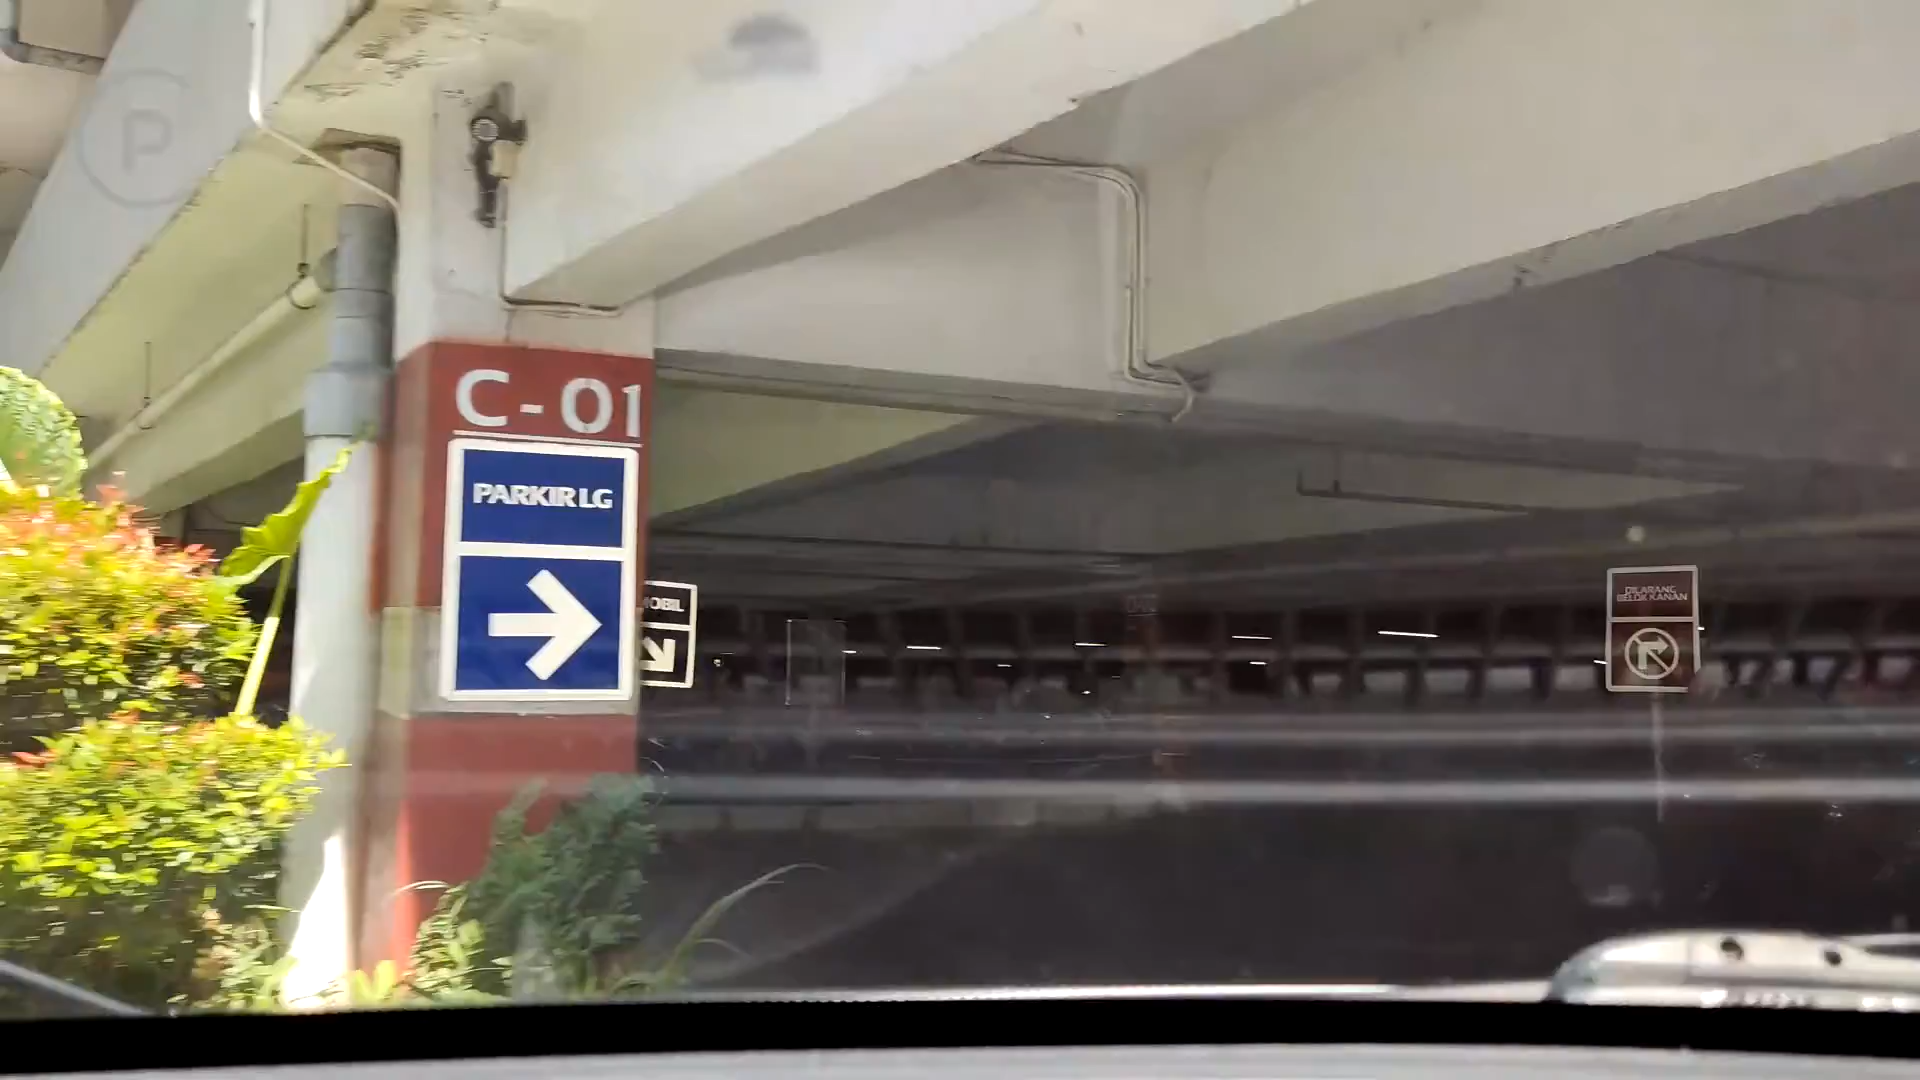 P
C-01
PARKIR LG
MOBIL
DILARANG
BELOK KANAN